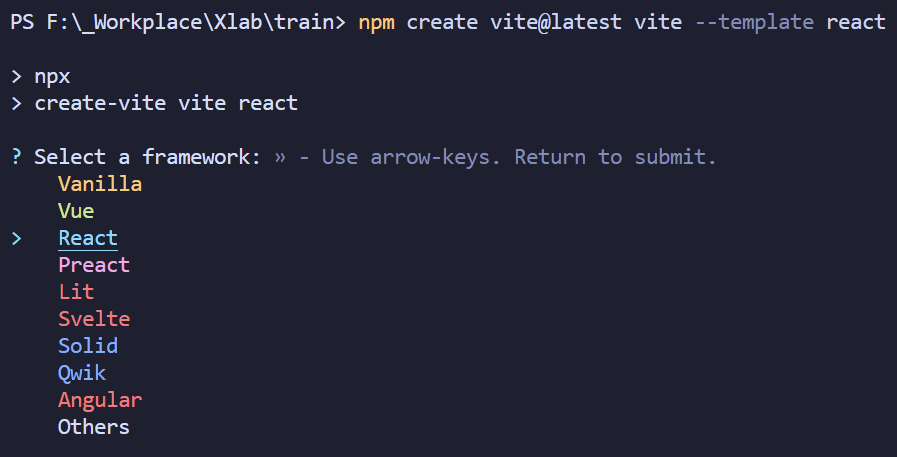 PS F:\_Workplace\Xlab\train> npm create vite@latest vite --template react
> npx
> create-vite vite react
? Select a framework: » - Use arrow-keys. Return to submit.
Vanilla
Vue
> React
Preact
Lit
Svelte
Solid
Qwik
Angular
Others